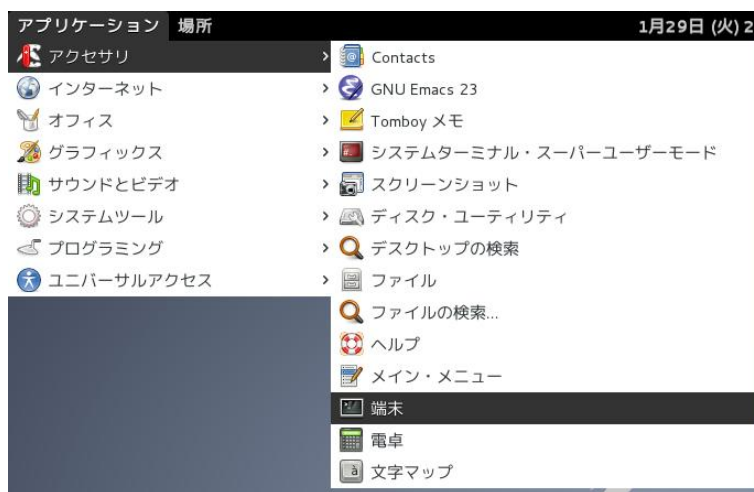 アプリケーション 場所 1月29日 (火) 2
アクセサリ
インターネット
オフィス
グラフィックス
サウンドとビデオ
システムツール
プログラミング
ユニバーサルアクセス
Contacts
GNU Emacs 23
Tomboy メモ
システムターミナル・スーパーユーザーモード
スクリーンショット
ディスク・ユーティリティ
デスクトップの検索
ファイル
ファイルの検索...
ヘルプ
メイン・メニュー
端末
電卓
文字マップ